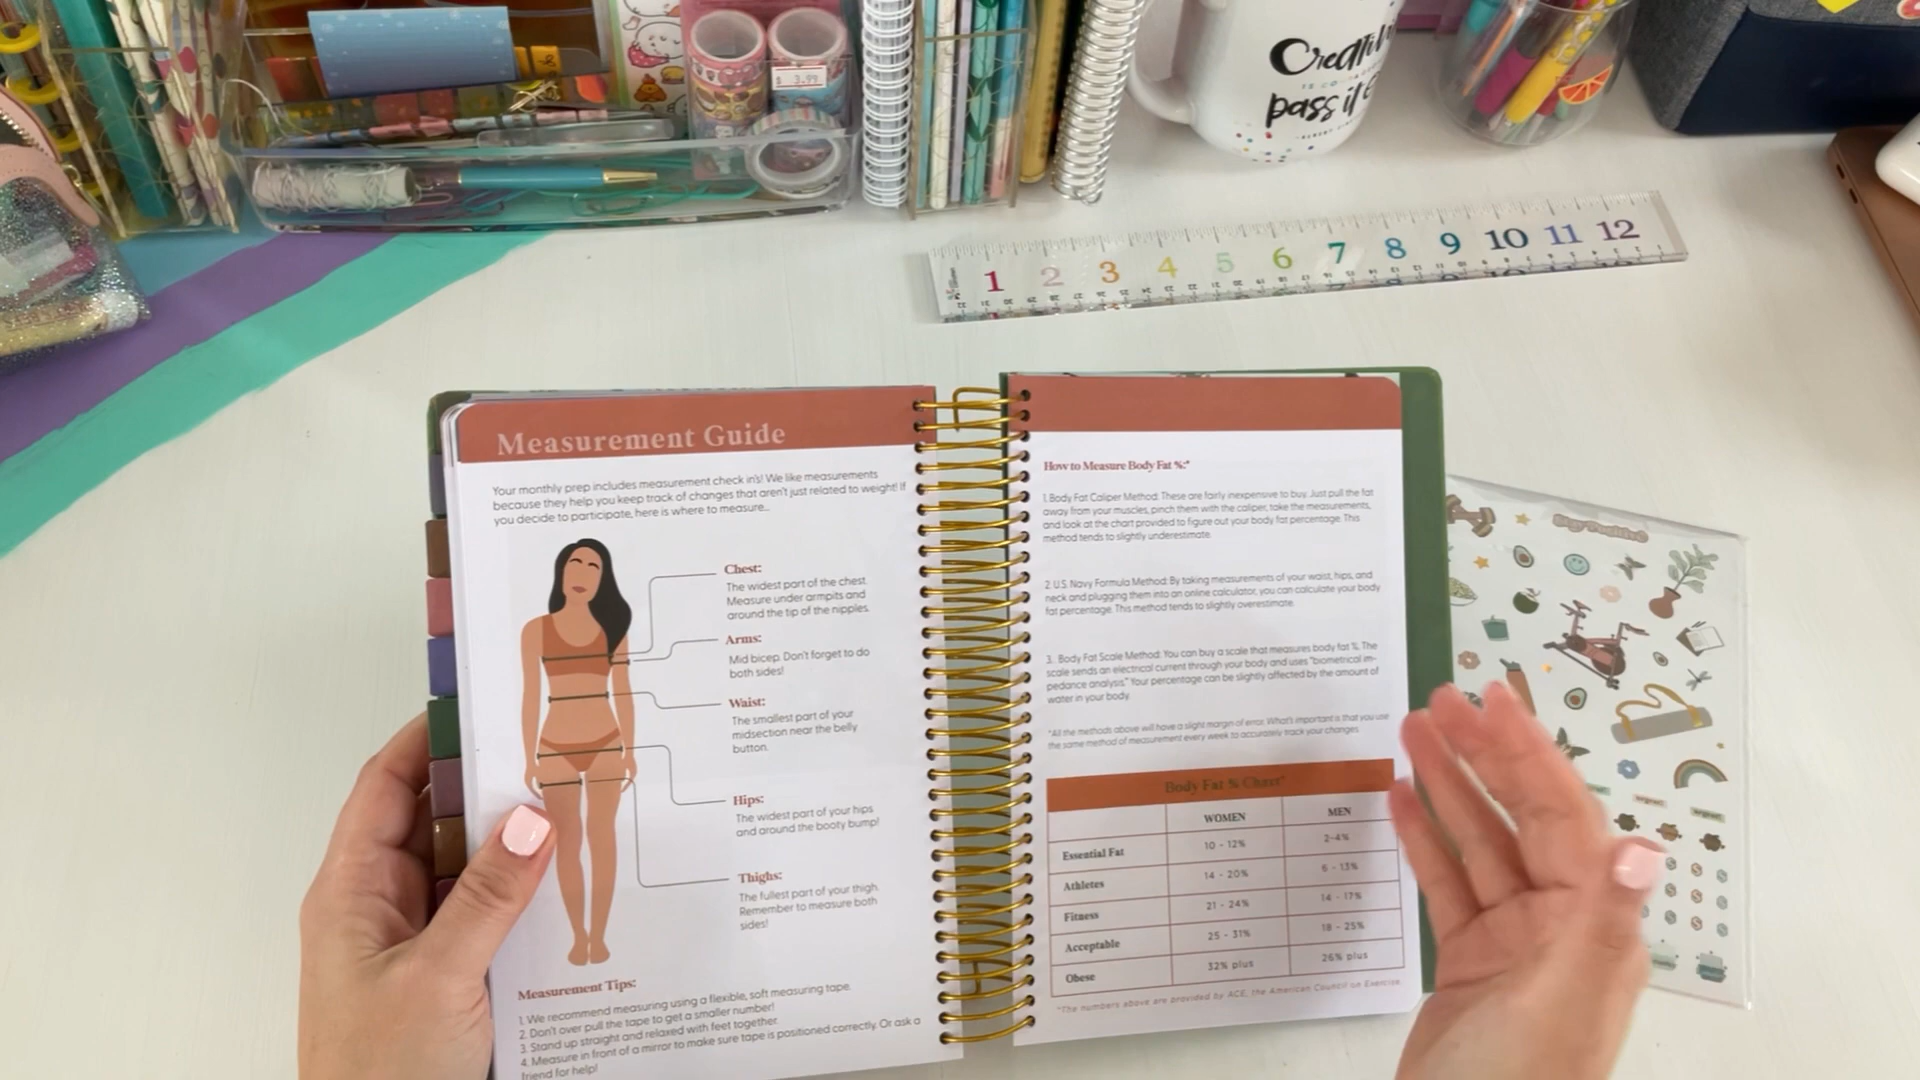 $ 3.99
Creativi
pass it
1 2 3 4 5 6 7 8 9 10 11 12
Measurement Guide
Your monthly prep includes measurement check in's! We like measurements
because they help you keep track of changes that aren't just related to weight! If
you decide to participate, here is where to measure...
Chest:
The widest part of the chest.
Measure under armpits and
around the tip of the nipples.
Arms:
Mid bicep. Don't forget to do
both sides!
Waist:
The smallest part of your
midsection near the belly
button.
Hips:
The widest part of your hips
and around the booty bump!
Thighs:
The fullest part of your thigh.
Remember to measure both
sides!
Measurement Tips:
1. We recommend measuring using a flexible, soft measuring tape.
2. Don't over pull the tape to get a smaller number!
3. Stand up straight and relaxed with feet together.
4. Measure in front of a mirror to make sure tape is positioned correctly. Or ask a
friend for help!
How to Measure Body Fat %:*
1. Body Fat Caliper Method: These are fairly inexpensive to buy. Just pull the fat
away from your muscles, pinch them with the caliper, take the measurements,
and look at the chart provided to figure out your body fat percentage. This
method tends to slightly underestimate.
2. U.S. Navy Formula Method: By taking measurements of your waist, hips, and
neck and plugging them into an online calculator, you can calculate your body
fat percentage. This method tends to slightly overestimate.
3. Body Fat Scale Method: You can buy a scale that measures body fat %. The
scale sends an electrical current through your body and uses "biometrical im-
pedance analysis." Your percentage can be slightly affected by the amount of
water in your body.
*All the methods above will have a slight margin of error. What's important is that you use
the same method of measurement every week to accurately track your changes.
Body Fat % Chart*
WOMEN MEN
Essential Fat 10 - 12% 2-4%
Athletes 14 - 20% 6 - 13%
Fitness 21 - 24% 14 - 17%
Acceptable 25 - 31% 18 - 25%
Obese 32% plus 26% plus
*The numbers above are provided by ACE, the American Council on Exercise.
Stay Positive